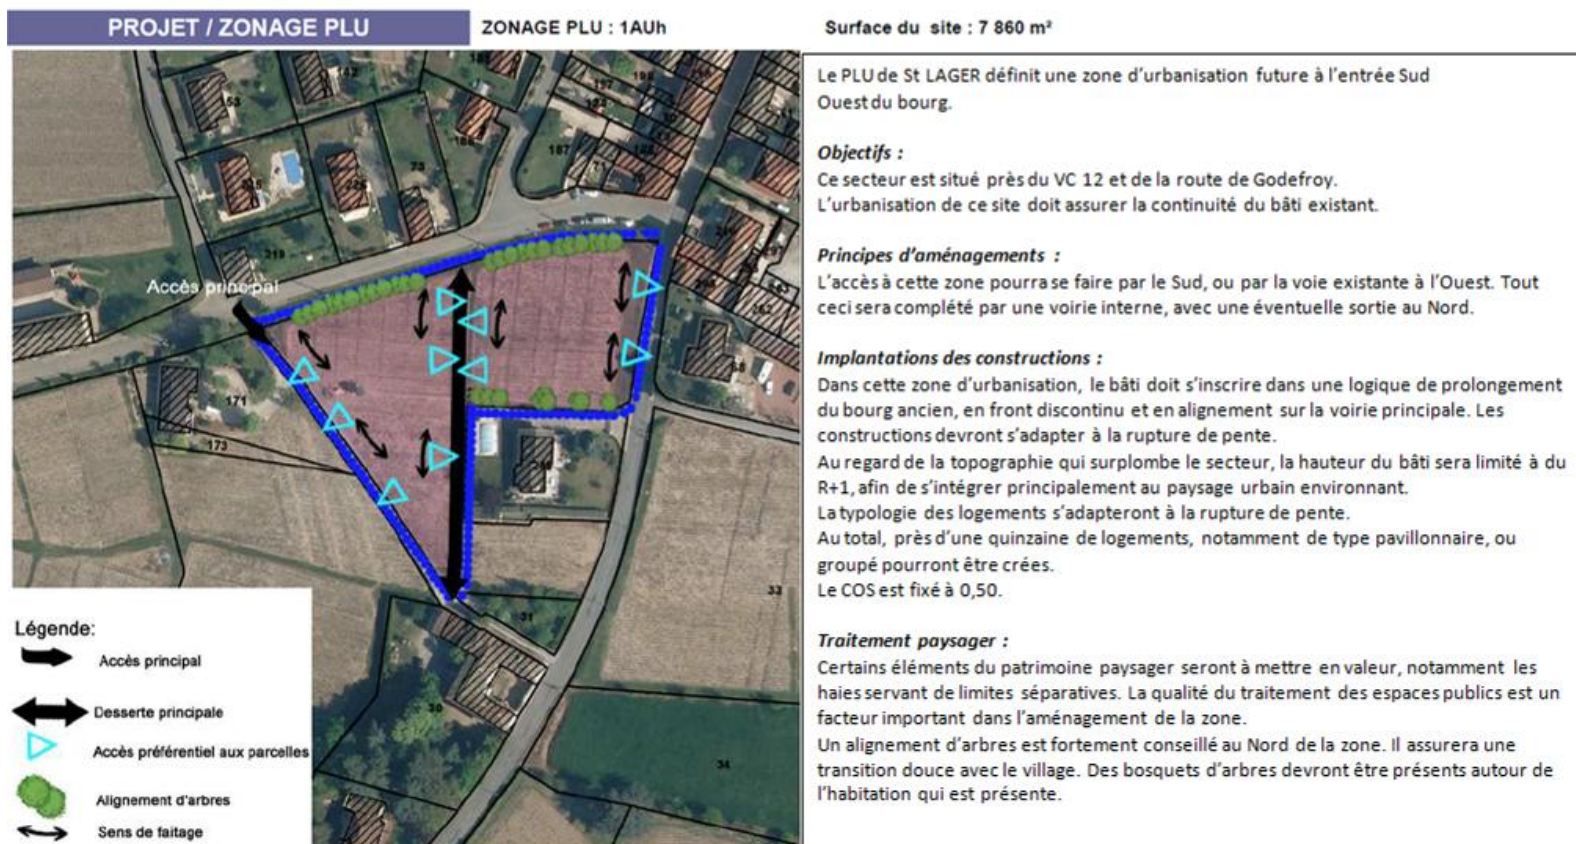 PROJET / ZONAGE PLU
ZONAGE PLU : 1AUh
Surface du site : 7 860 m²
Le PLU de St LAGER définit une zone d'urbanisation future à l'entrée Sud
Ouest du bourg.
Objectifs :
Ce secteur est situé près du VC 12 et de la route de Godefroy.
L'urbanisation de ce site doit assurer la continuité du bâti existant.
Principes d'aménagements :
L'accès à cette zone pourra se faire par le Sud, ou par la voie existante à l'Ouest. Tout
ceci sera complété par une voirie interne, avec une éventuelle sortie au Nord.
Implantations des constructions :
Dans cette zone d'urbanisation, le bâti doit s'inscrire dans une logique de prolongement
du bourg ancien, en front discontinu et en alignement sur la voirie principale. Les
constructions devront s'adapter à la rupture de pente.
Au regard de la topographie qui surplombe le secteur, la hauteur du bâti sera limité à du
R+1, afin de s'intégrer principalement au paysage urbain environnant.
La typologie des logements s'adapteront à la rupture de pente.
Au total, près d'une quinzaine de logements, notamment de type pavillonnaire, ou
groupé pourront être crées.
Le COS est fixé à 0,50.
Traitement paysager :
Certains éléments du patrimoine paysager seront à mettre en valeur, notamment les
haies servant de limites séparatives. La qualité du traitement des espaces publics est un
facteur important dans l'aménagement de la zone.
Un alignement d'arbres est fortement conseillé au Nord de la zone. Il assurera une
transition douce avec le village. Des bosquets d'arbres devront être présents autour de
l'habitation qui est présente.
187
71
219
Accès principal
171
173
31
33
30
34
Légende:
Accès principal
Desserte principale
Accès préférentiel aux parcelles
Alignement d'arbres
Sens de faitage